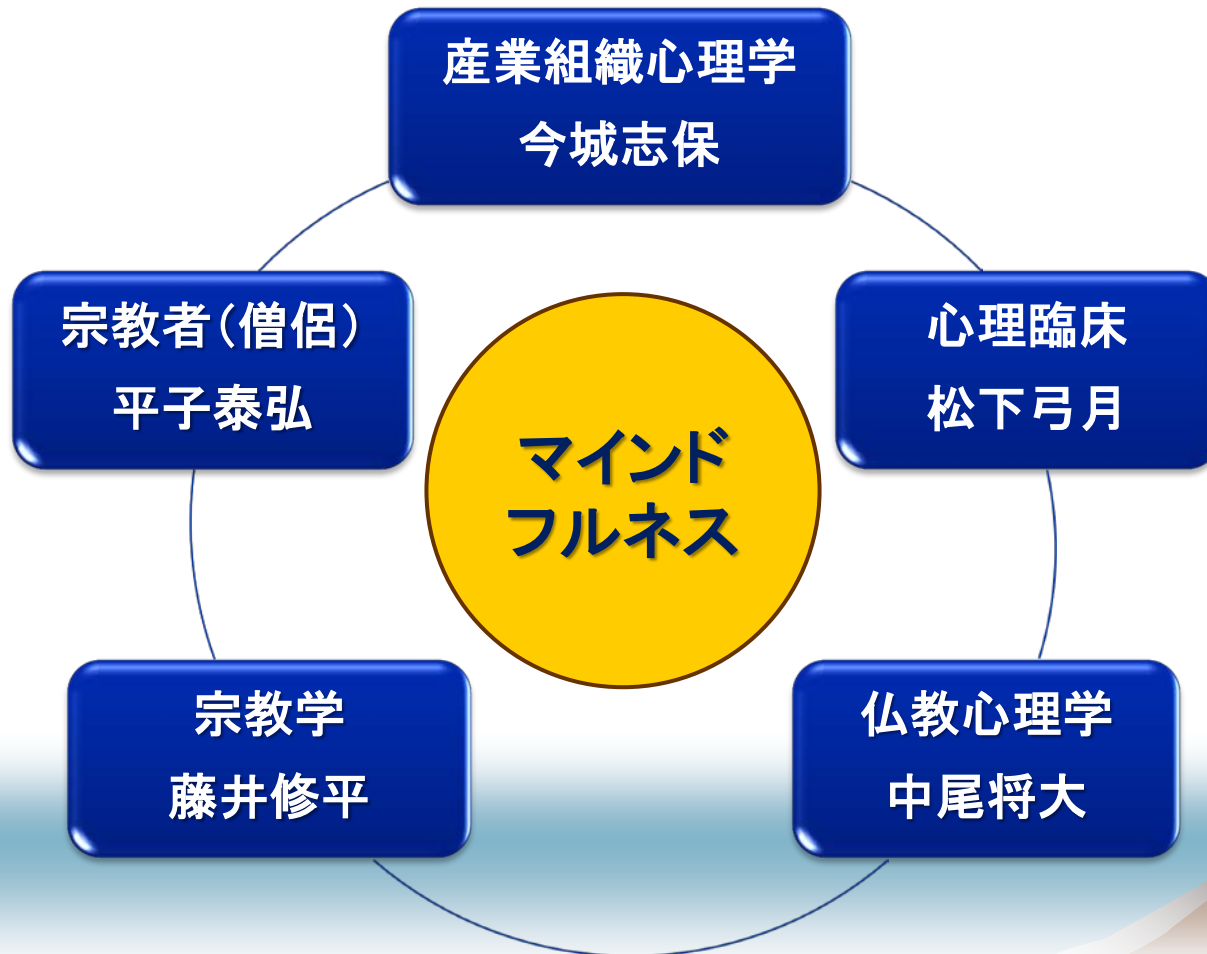 産業組織心理学
今城志保
宗教者（僧侶）
平子泰弘
心理臨床
松下弓月
マインド
フルネス
宗教学
藤井修平
仏教心理学
中尾将大